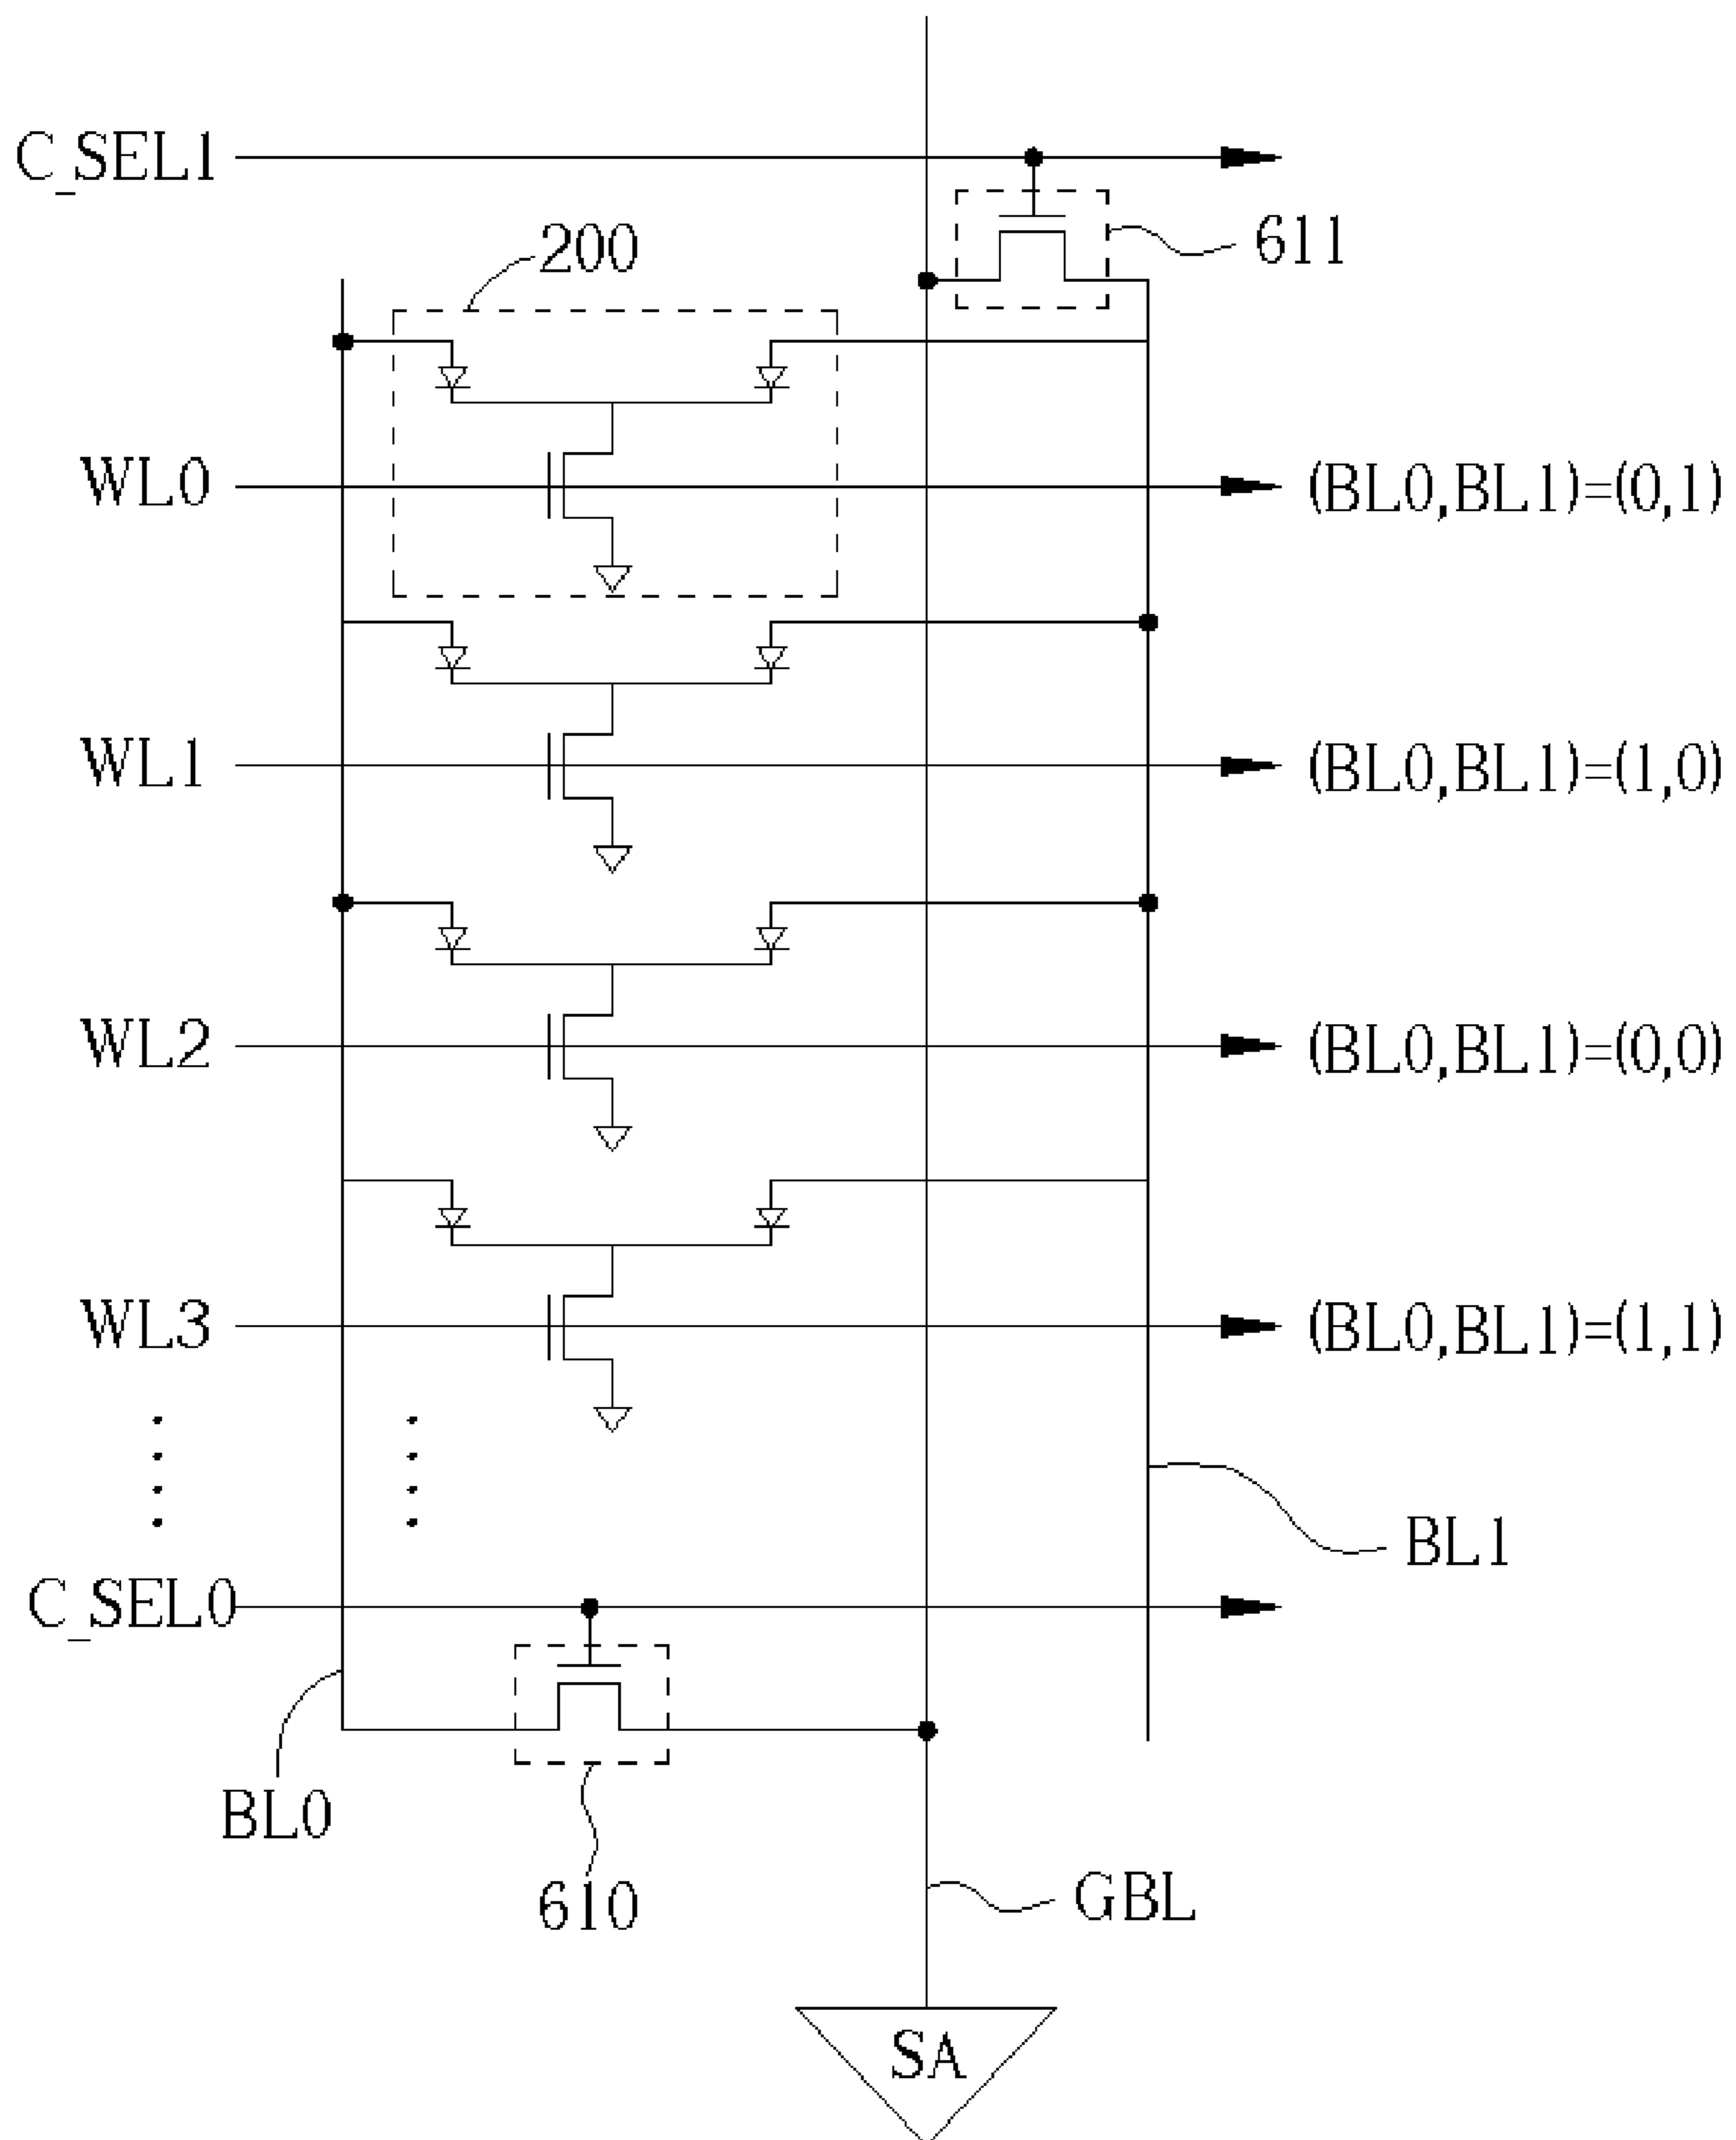 C_SEL1
611
200
WL0
(BL0,BL1)=(0,1)
WL1
(BL0,BL1)=(1,0)
WL2
(BL0,BL1)=(0,0)
WL3
(BL0,BL1)=(1,1)
BL1
C_SEL0
BL0
610
GBL
SA